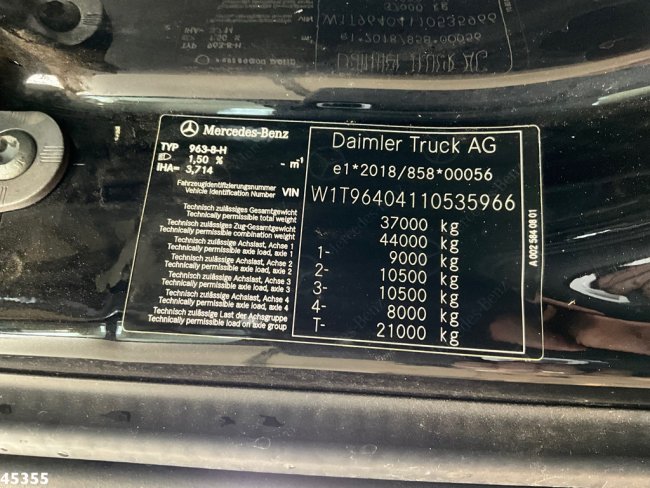 Mercedes-Benz
TYP 963-8-H
1,50 % - m⁻¹
IHA= 3,714
Fahrzeugidentifizierungsnummer
Vehicle Identification Number VIN
Technisch zulässiges Gesamtgewicht
Technically permissible total weight
Technisch zulässiges Zug-Gesamtgewicht
Technically permissible combination weight
Technisch zulässige Achslast, Achse 1
Technically permissible axle load, axle 1
Technisch zulässige Achslast, Achse 2
Technically permissible axle load, axle 2
Technisch zulässige Achslast, Achse 3
Technically permissible axle load, axle 3
Technisch zulässige Achslast, Achse 4
Technically permissible axle load, axle 4
Technisch zulässige Last der Achsgruppe
Technically permissible load on axle group
Daimler Truck AG
e1*2018/858*00056
W1T96404110535966
37000 kg
44000 kg
1- 9000 kg
2- 10500 kg
3- 10500 kg
4- 8000 kg
T- 21000 kg
A 002 584 08 01
45355